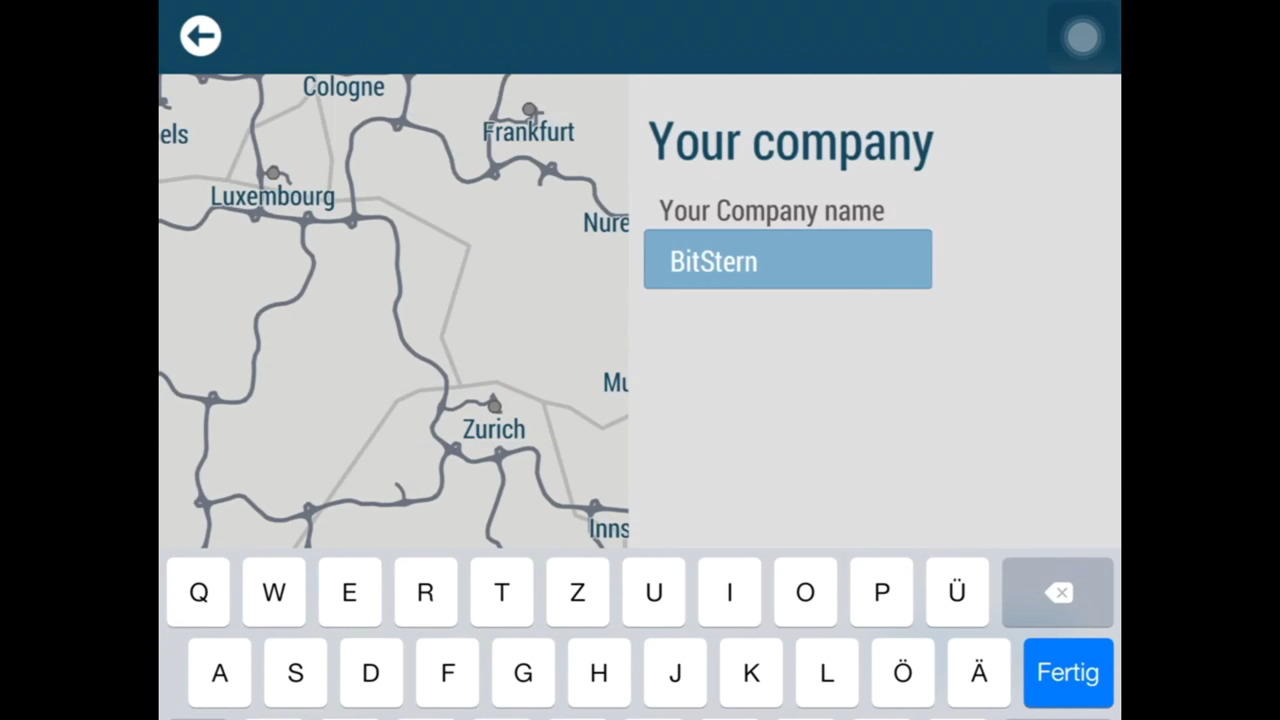 Cologne
els
Frankfurt
Luxembourg
Nure
Mu
Zurich
Inns
Your company
Your Company name
BitStern
Q W E R T Z U I O P Ü
A S D F G H J K L Ö Ä Fertig